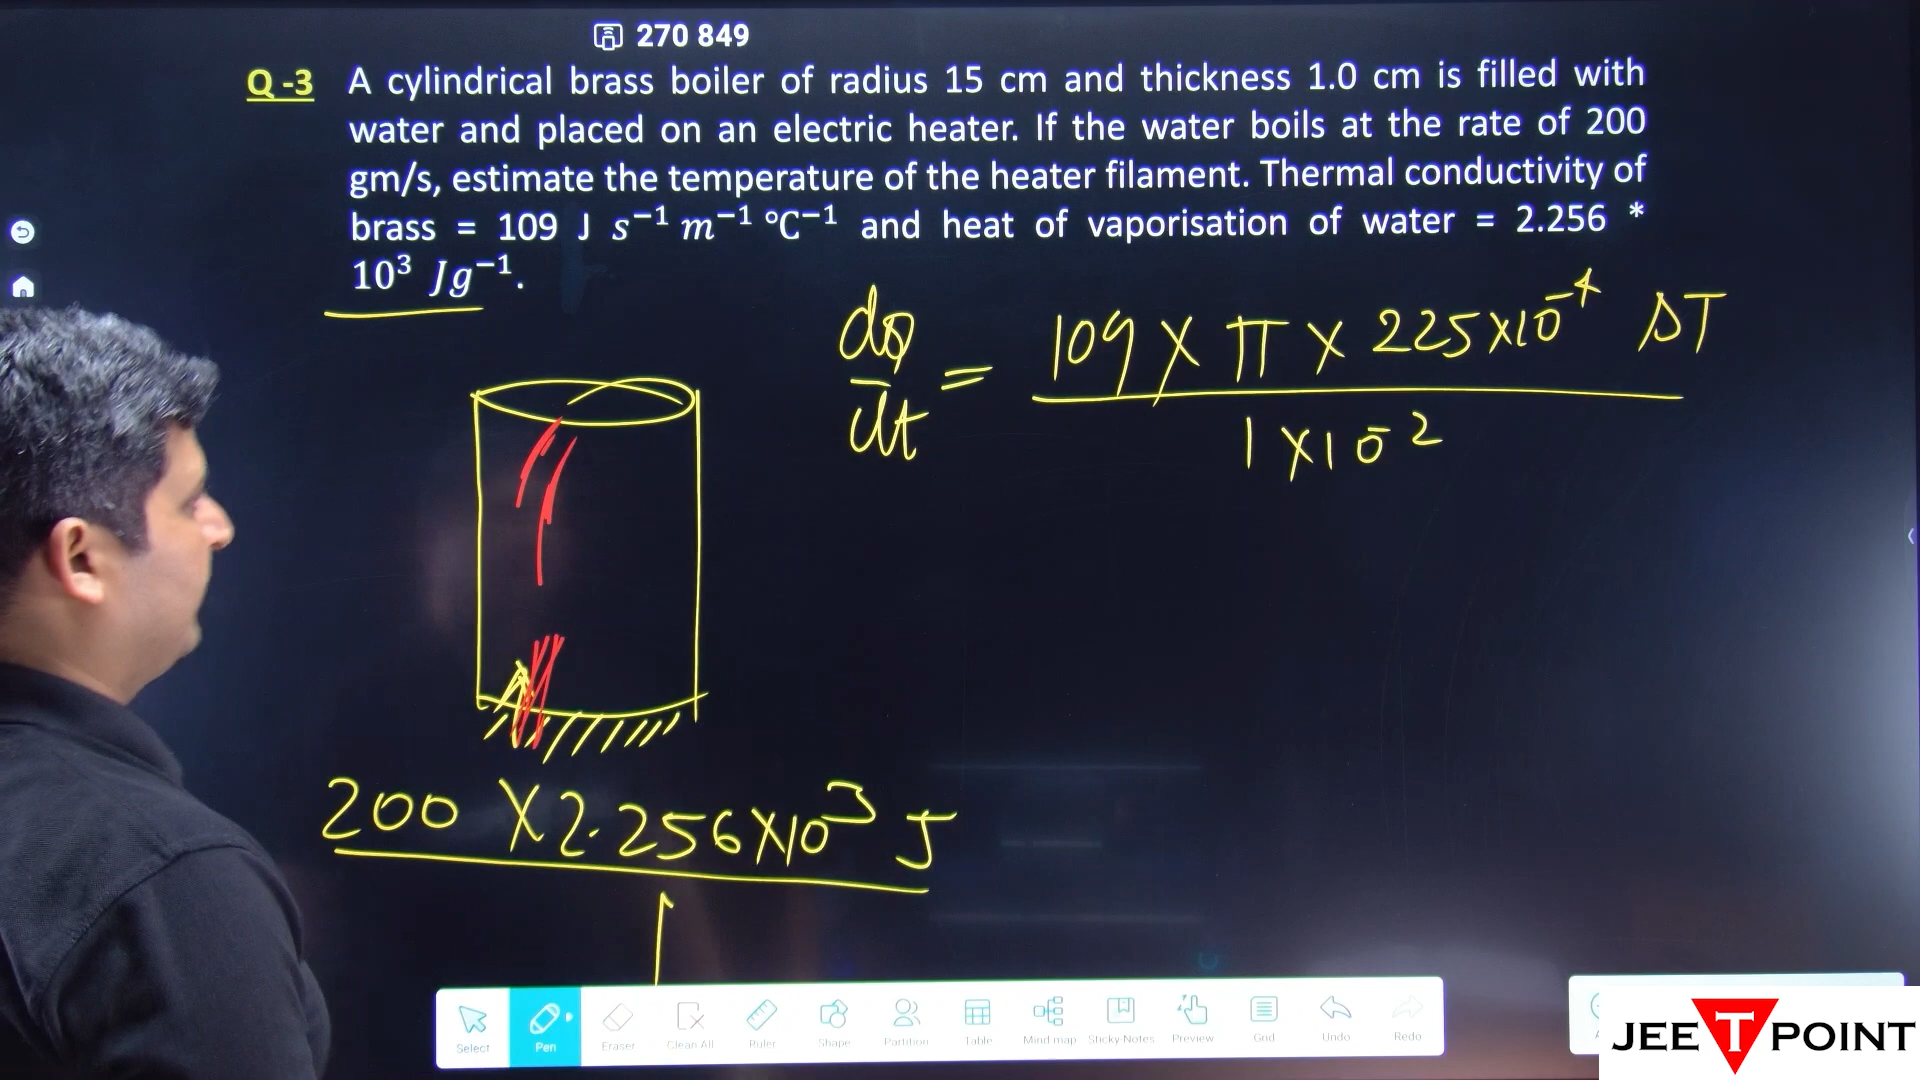 270 849
Q-3 A cylindrical brass boiler of radius 15 cm and thickness 1.0 cm is filled with
water and placed on an electric heater. If the water boils at the rate of 200
gm/s, estimate the temperature of the heater filament. Thermal conductivity of
brass = 109 J s⁻¹ m⁻¹ °C⁻¹ and heat of vaporisation of water = 2.256 *
10³ Jg⁻¹.
dQ/dt = 109 × π × 225×10⁻⁴ ΔT
1×10⁻²
200 × 2.256×10³ J
1
Select Pen Eraser Clean All Ruler Shape Partition Table Mind map Sticky Notes Preview Grid Undo Redo
JEE T POINT